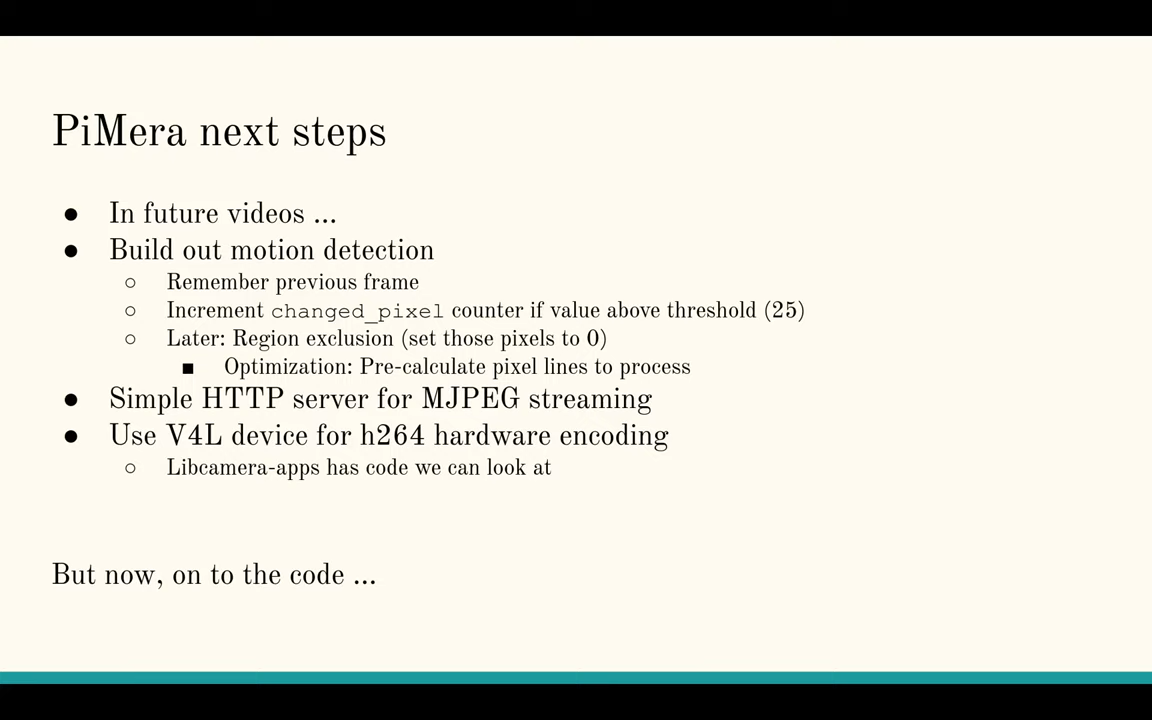 PiMera next steps
● In future videos ...
● Build out motion detection
○ Remember previous frame
○ Increment changed_pixel counter if value above threshold (25)
○ Later: Region exclusion (set those pixels to 0)
■ Optimization: Pre-calculate pixel lines to process
● Simple HTTP server for MJPEG streaming
● Use V4L device for h264 hardware encoding
○ Libcamera-apps has code we can look at
But now, on to the code ...